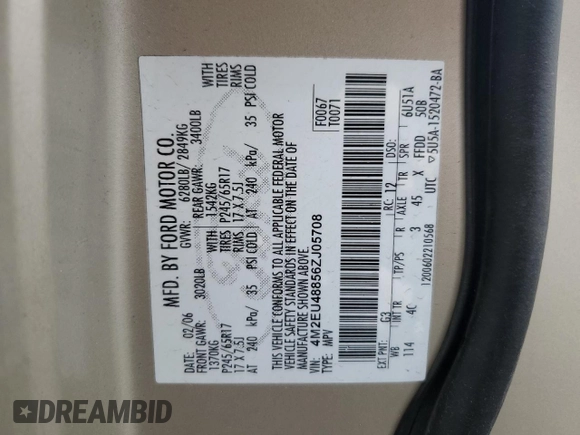 MFD. BY FORD MOTOR CO.
DATE: 02/06 GVWR: 6280LB/ 2849KG
FRONT GAWR: 3020LB REAR GAWR: 3400LB
1370KG 1542KG WITH
P245/65R17 TIRES P245/65R17 TIRES
17 X 7.5J RIMS 17 X 7.5J RIMS
AT 240 kPa/ 35 PSI COLD AT 240 kPa/ 35 PSI COLD
THIS VEHICLE CONFORMS TO ALL APPLICABLE FEDERAL MOTOR
VEHICLE SAFETY STANDARDS IN EFFECT ON THE DATE OF
MANUFACTURE SHOWN ABOVE.
F0067
T0071
VIN: 4M2EU48856ZJ05708
TYPE: MPV
EXT PNT: G3 RC: 12 DSO:
WB INT TR TP/PS R AXLE TR SPR 6U51A
114 4C 3 45 X FFDD 50B
UTC ▽5U5A-1520472-BA
1200602210568
DREAMBID